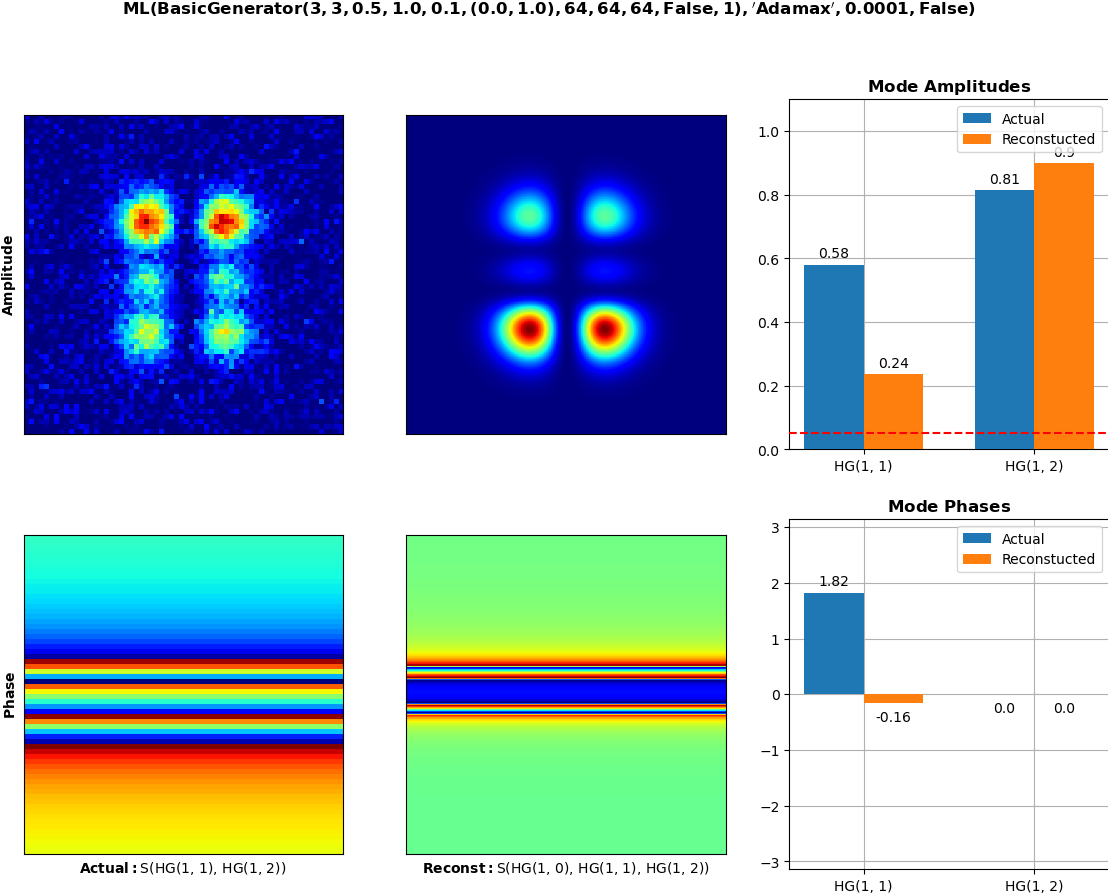 ML(BasicGenerator(3, 3, 0.5, 1.0, 0.1, (0.0, 1.0), 64, 64, 64, False, 1), 'Adamax', 0.0001, False)
Amplitude
Mode Amplitudes
Actual
Reconstucted
1.0
0.8
0.6
0.4
0.2
0.0
0.58
0.24
0.81
0.9
HG(1, 1)
HG(1, 2)
Phase
Actual: S(HG(1, 1), HG(1, 2))
Reconst: S(HG(1, 0), HG(1, 1), HG(1, 2))
Mode Phases
Actual
Reconstucted
3
2
1
0
−1
−2
−3
1.82
-0.16
0.0
0.0
HG(1, 1)
HG(1, 2)